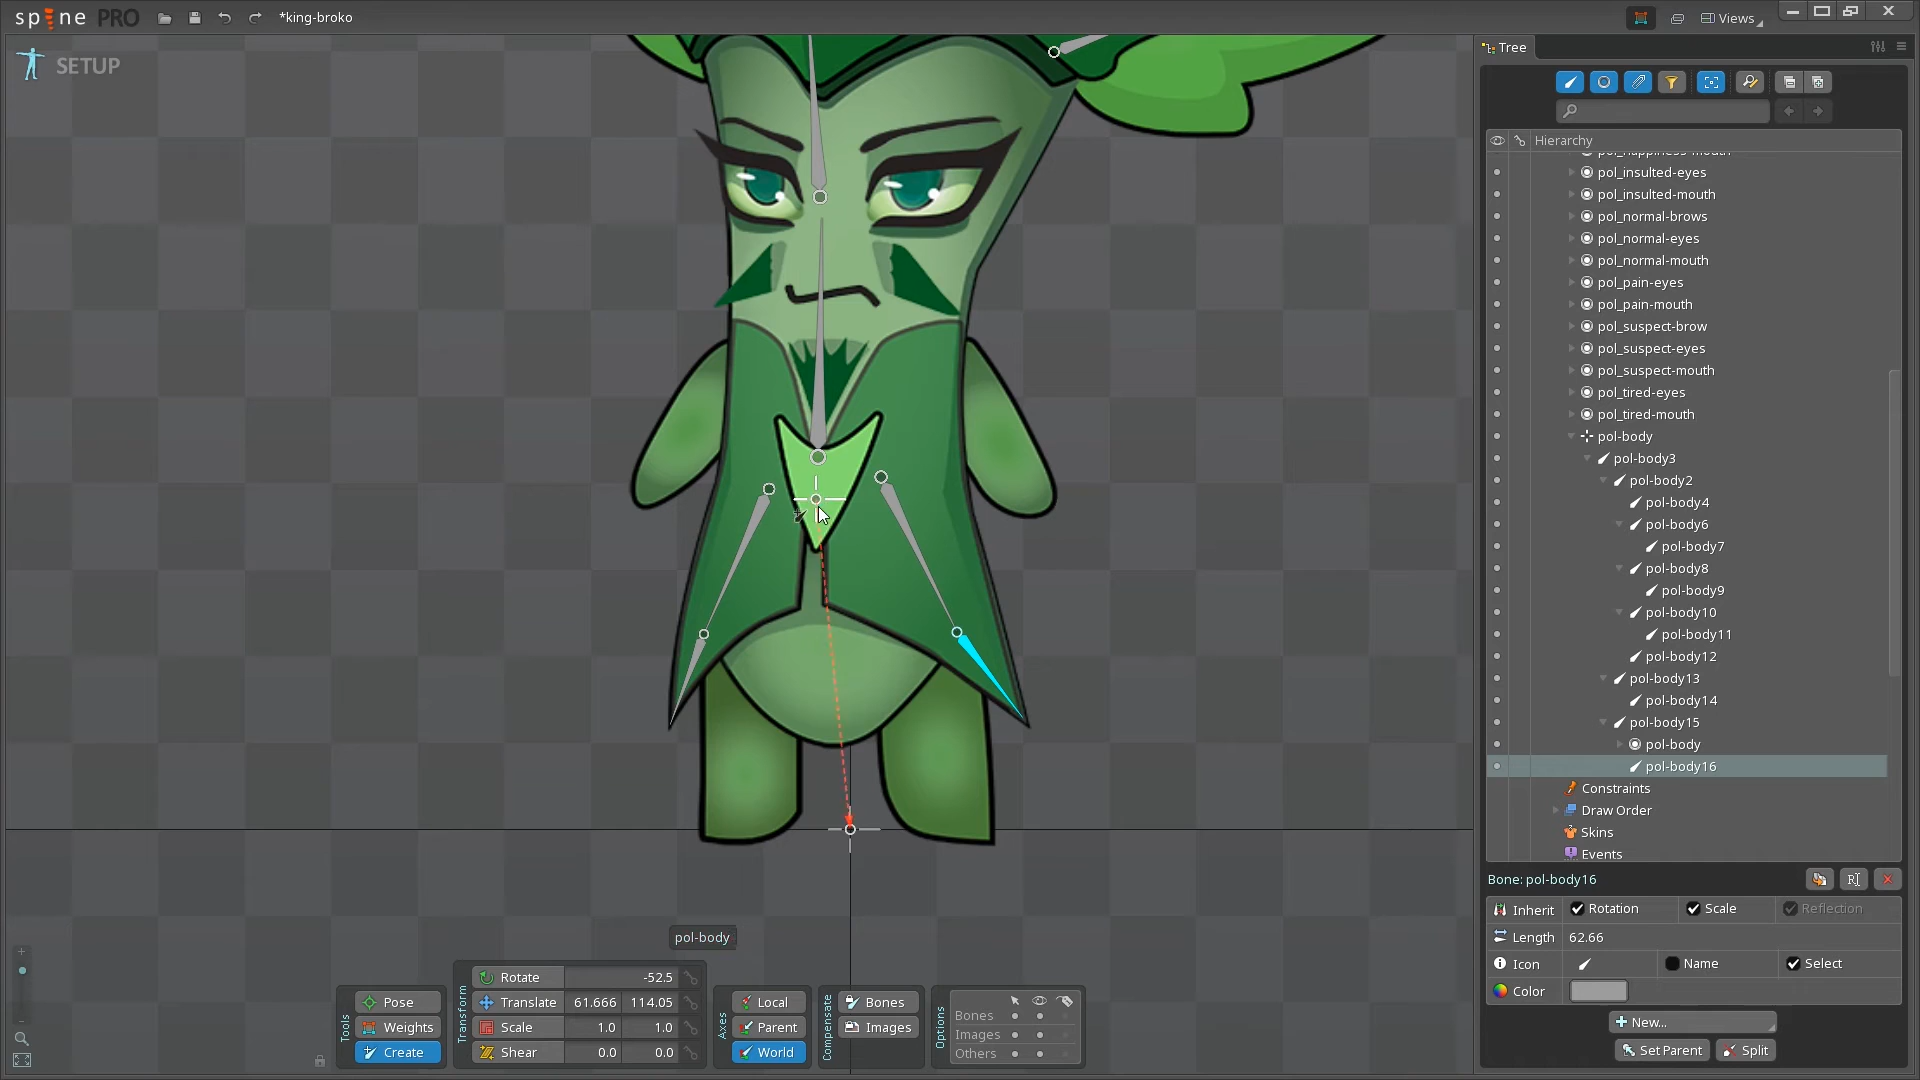 spine PRO
*king-broko
Views
SETUP
Tree
Hierarchy
pol_happiness-mouth
pol_insulted-eyes
pol_insulted-mouth
pol_normal-brows
pol_normal-eyes
pol_normal-mouth
pol_pain-eyes
pol_pain-mouth
pol_suspect-brow
pol_suspect-eyes
pol_suspect-mouth
pol_tired-eyes
pol_tired-mouth
pol-body
pol-body3
pol-body2
pol-body4
pol-body6
pol-body7
pol-body8
pol-body9
pol-body10
pol-body11
pol-body12
pol-body13
pol-body14
pol-body15
pol-body
pol-body16
Constraints
Draw Order
Skins
Events
Bone: pol-body16
Inherit Rotation Scale Reflection
Length 62.66
Icon Name Select
Color
New...
Set Parent Split
pol-body
Tools
Pose
Weights
Create
Transform
Rotate -52.5
Translate 61.666 114.05
Scale 1.0 1.0
Shear 0.0 0.0
Axes
Local
Parent
World
Compensate
Bones
Images
Options
Bones
Images
Others